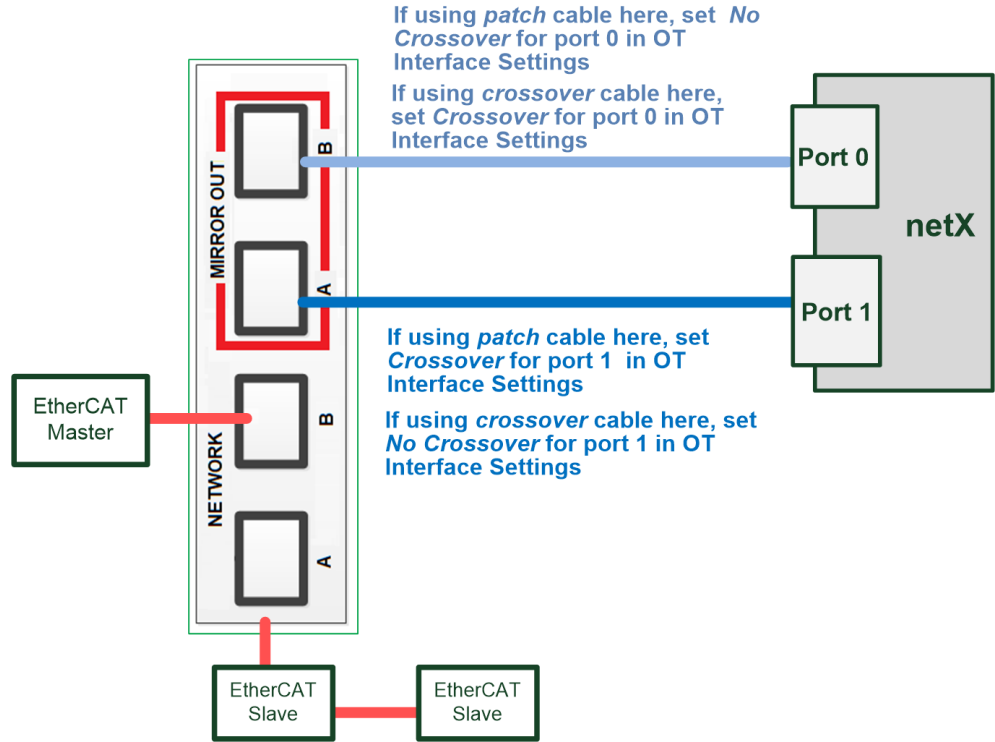 If using patch cable here, set No
Crossover for port 0 in OT
Interface Settings
If using crossover cable here,
set Crossover for port 0 in OT
Interface Settings
B
MIRROR OUT
Port 0
netX
A
Port 1
If using patch cable here, set
Crossover for port 1 in OT
Interface Settings
EtherCAT
Master
B
If using crossover cable here, set
No Crossover for port 1 in OT
Interface Settings
NETWORK
A
EtherCAT
Slave
EtherCAT
Slave